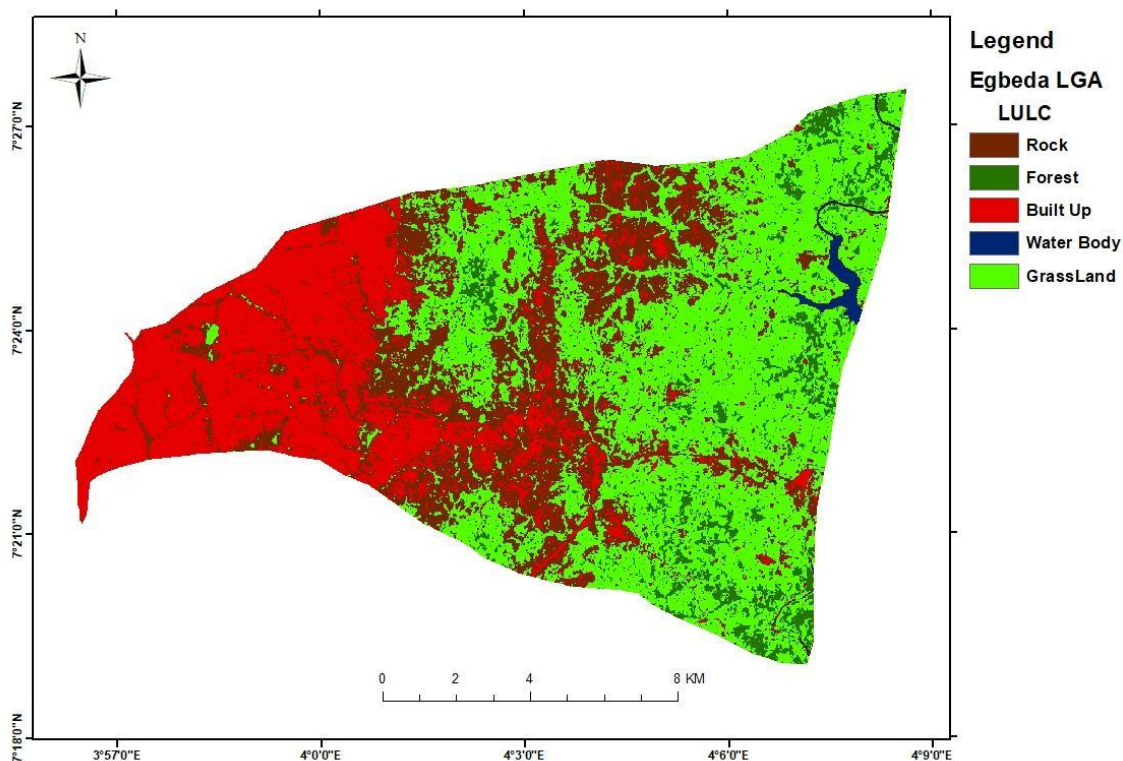 N
Legend
Egbeda LGA
LULC
Rock
Forest
Built Up
Water Body
GrassLand
7°27'0"N
7°24'0"N
7°21'0"N
7°18'0"N
0 2 4 8 KM
3°57'0"E 4°0'0"E 4°3'0"E 4°6'0"E 4°9'0"E